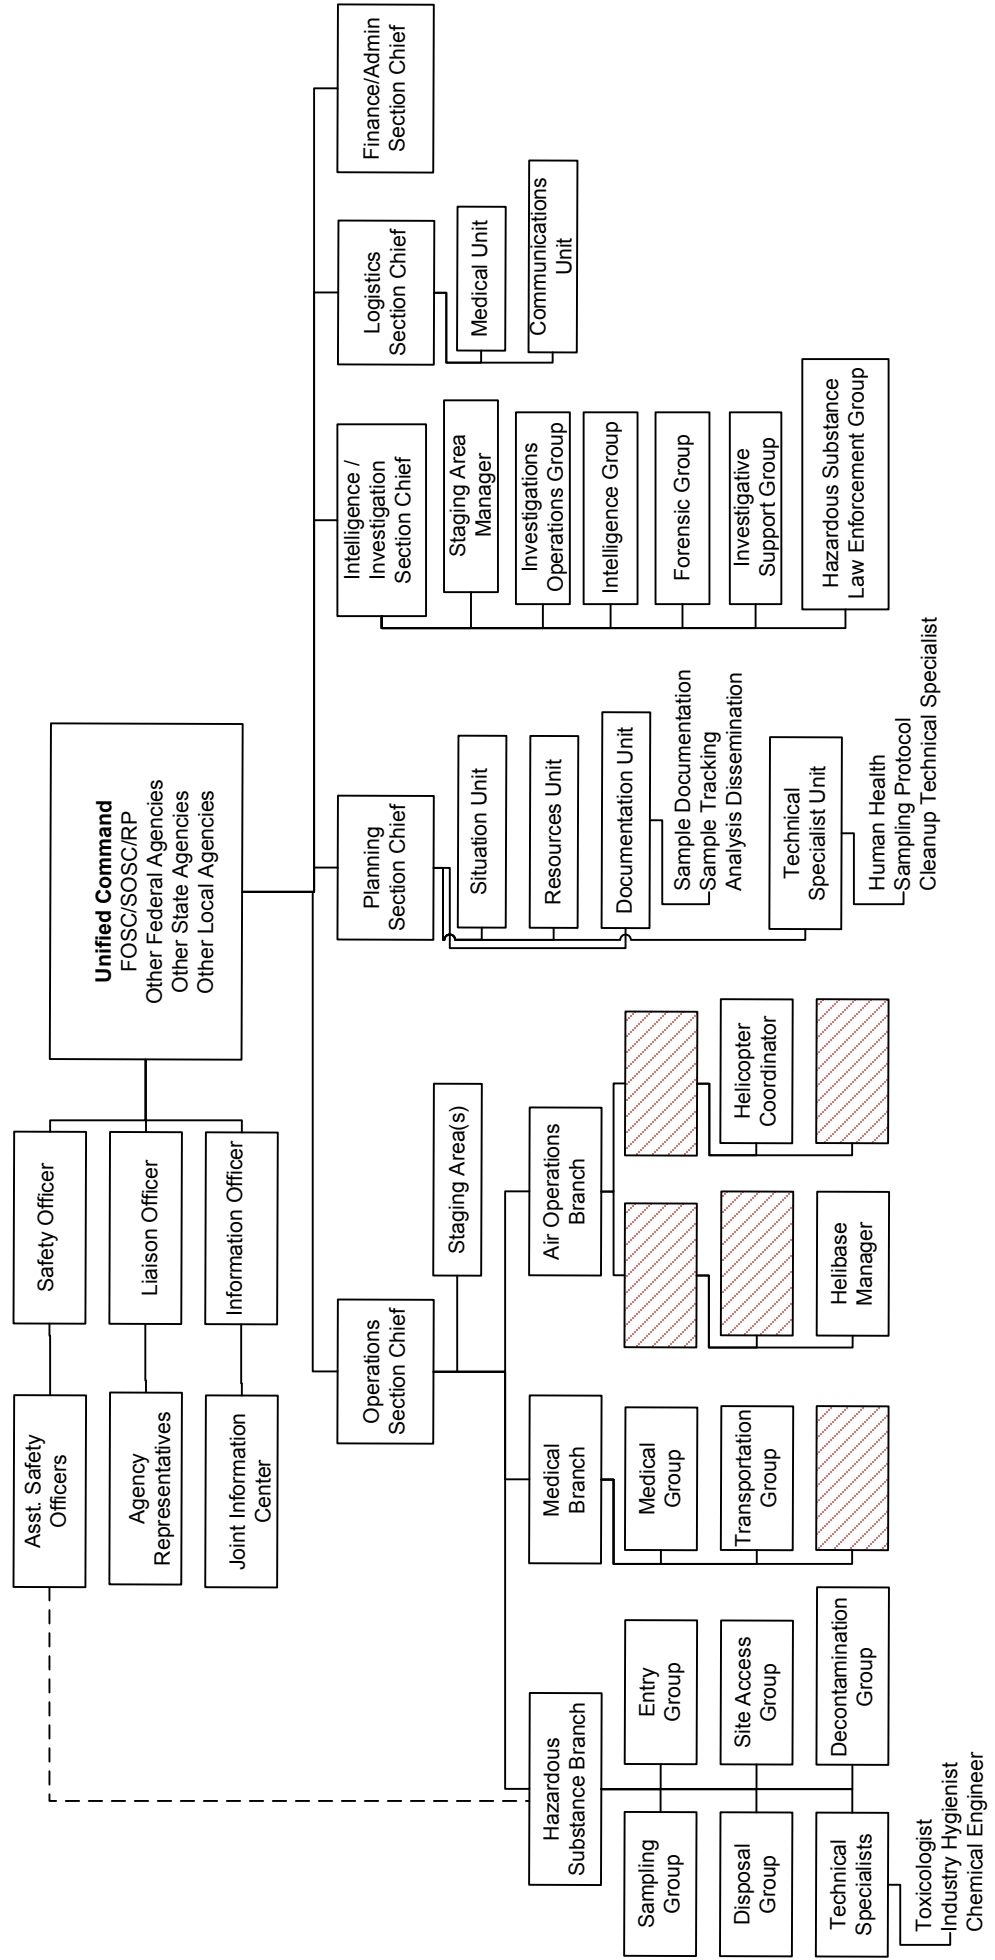 Unified Command
FOSC/SOSC/RP
Other Federal Agencies
Other State Agencies
Other Local Agencies
Asst. Safety
Officers
Safety Officer
Agency
Representatives
Liaison Officer
Joint Information
Center
Information Officer
Operations
Section Chief
Planning
Section Chief
Intelligence /
Investigation
Section Chief
Logistics
Section Chief
Finance/Admin
Section Chief
Staging Area(s)
Hazardous
Substance Branch
Sampling
Group
Entry
Group
Disposal
Group
Site Access
Group
Technical
Specialists
Decontamination
Group
Toxicologist
Industry Hygienist
Chemical Engineer
Medical
Branch
Medical
Group
Transportation
Group
Air Operations
Branch
Helibase
Manager
Helicopter
Coordinator
Situation Unit
Resources Unit
Documentation Unit
Sample Documentation
Sample Tracking
Analysis Dissemination
Technical
Specialist Unit
Human Health
Sampling Protocol
Cleanup Technical Specialist
Staging Area
Manager
Investigations
Operations Group
Intelligence Group
Forensic Group
Investigative
Support Group
Hazardous Substance
Law Enforcement Group
Medical Unit
Communications
Unit